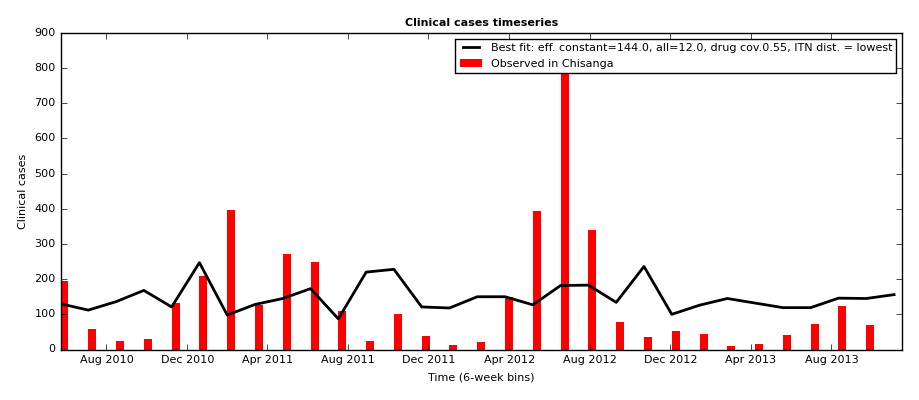 Clinical cases timeseries
Best fit: eff. constant=144.0, all=12.0, drug cov.0.55, ITN dist. = lowest
Observed in Chisanga
900
800
700
600
500
400
300
200
100
0
Clinical cases
Aug 2010 Dec 2010 Apr 2011 Aug 2011 Dec 2011 Apr 2012 Aug 2012 Dec 2012 Apr 2013 Aug 2013
Time (6-week bins)